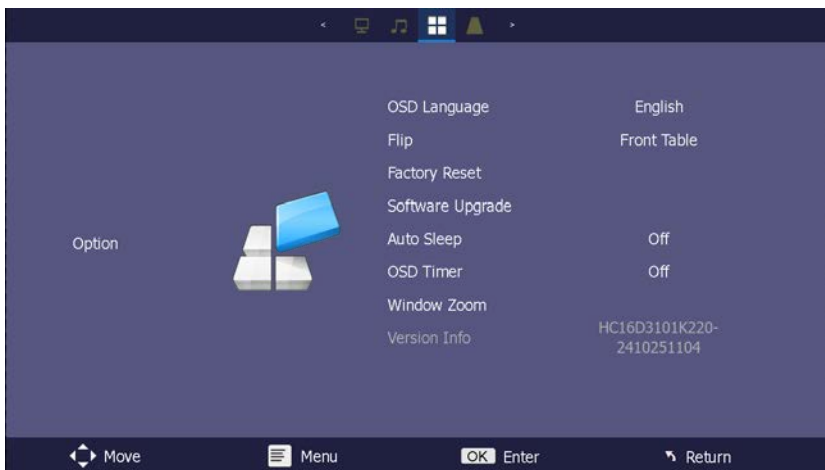 OSD Language English
Flip Front Table
Factory Reset
Software Upgrade
Option
Auto Sleep Off
OSD Timer Off
Window Zoom
Version Info HC16D3101K220-
2410251104
Move Menu OK Enter Return